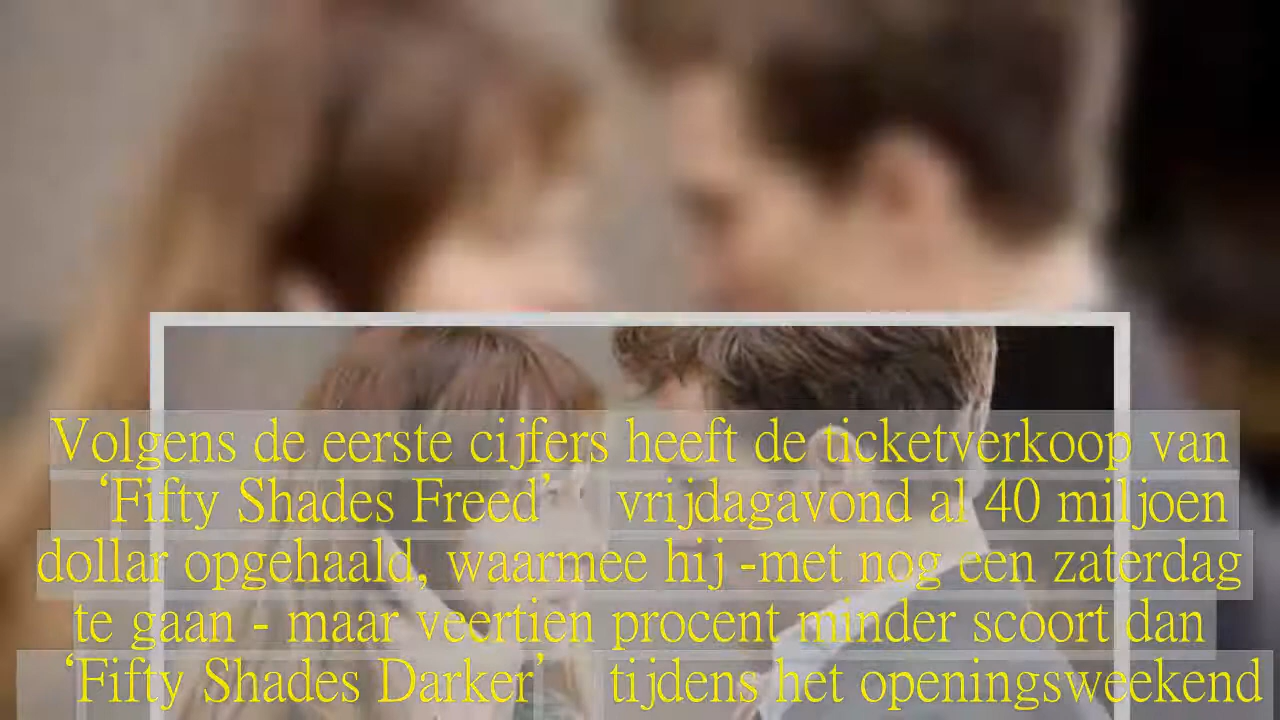 Volgens de eerste cijfers heeft de ticketverkoop van
‘Fifty Shades Freed’ vrijdagavond al 40 miljoen
dollar opgehaald, waarmee hij -met nog een zaterdag
te gaan - maar veertien procent minder scoort dan
‘Fifty Shades Darker’ tijdens het openingsweekend